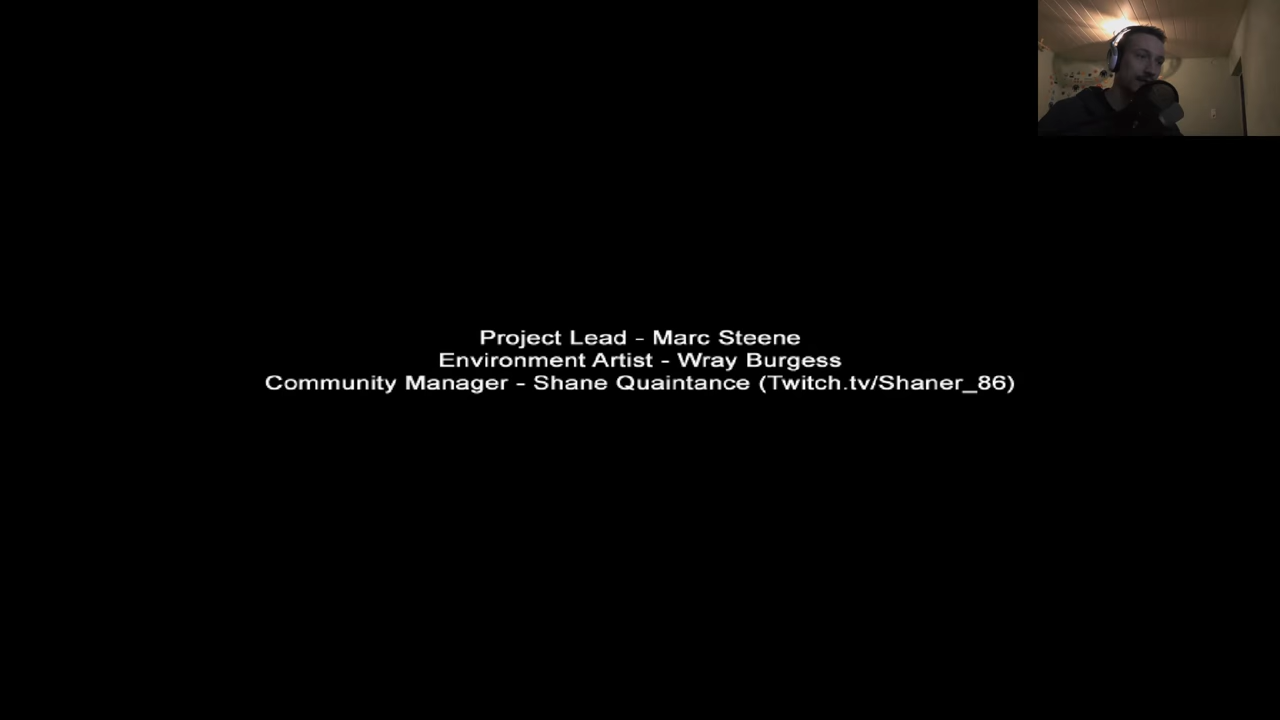 Project Lead - Marc Steene
Environment Artist - Wray Burgess
Community Manager - Shane Quaintance (Twitch.tv/Shaner_86)